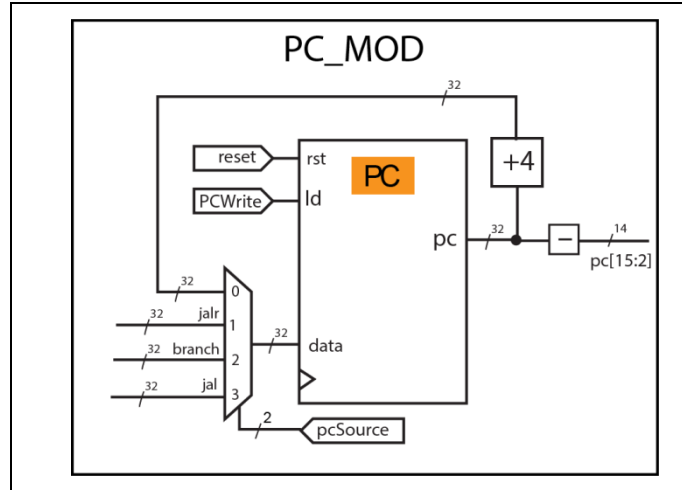 PC_MOD
32
reset
rst
PC
+4
PCWrite
ld
pc
32
–
14
pc[15:2]
32
0
jalr
32
1
32
data
branch
32
2
jal
32
3
2
pcSource